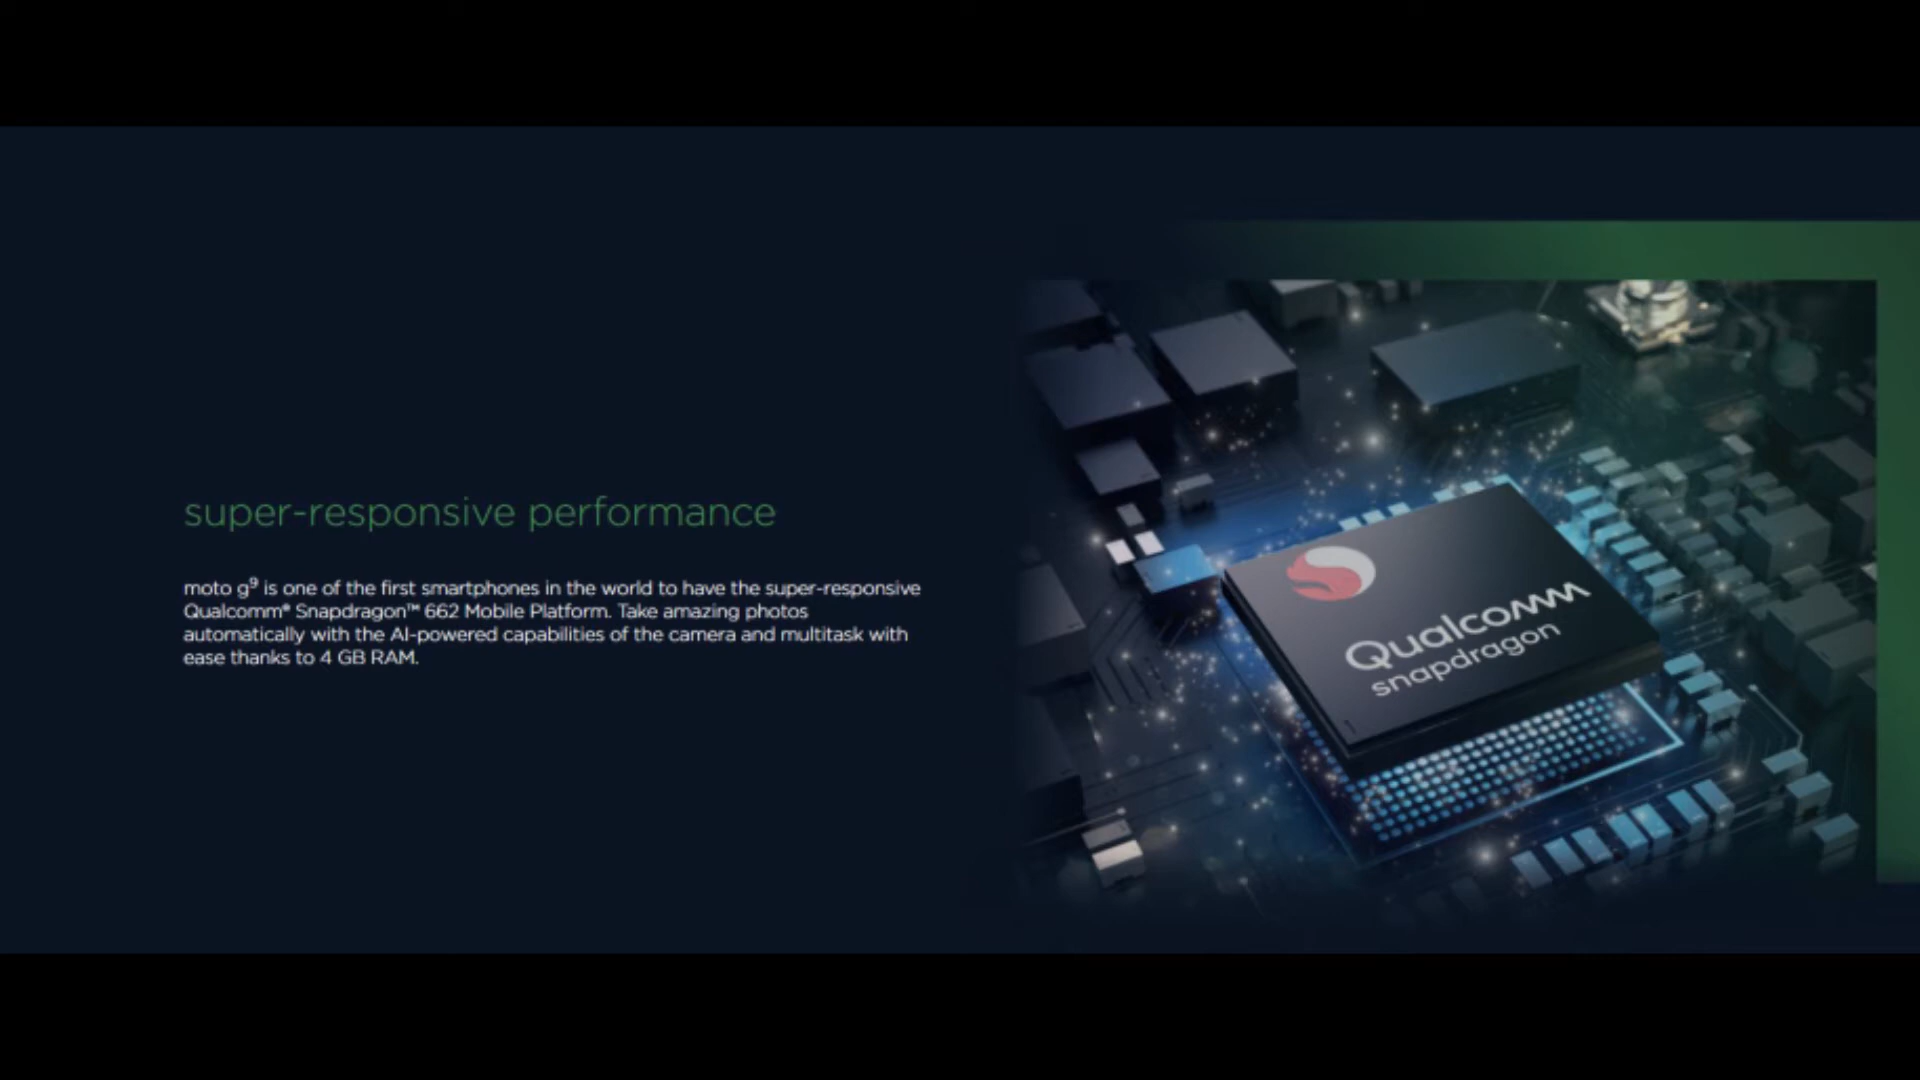 super-responsive performance
moto g⁹ is one of the first smartphones in the world to have the super-responsive
Qualcomm® Snapdragon™ 662 Mobile Platform. Take amazing photos
automatically with the AI-powered capabilities of the camera and multitask with
ease thanks to 4 GB RAM.
Qualcomm
snapdragon